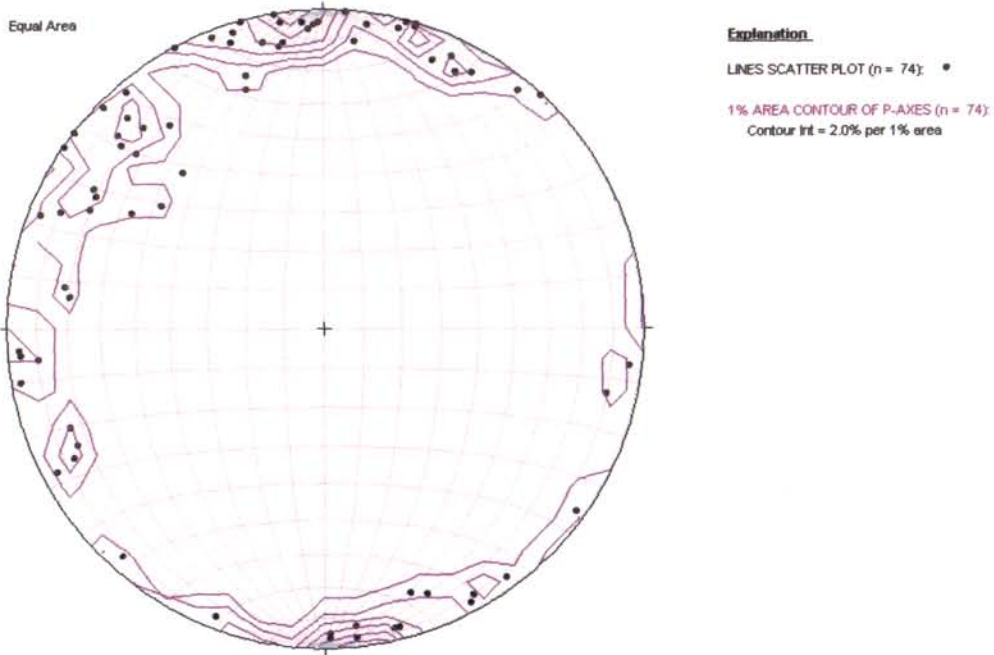 Equal Area
Explanation
LINES SCATTER PLOT (n = 74):
1% AREA CONTOUR OF P-AXES (n = 74):
Contour Int = 2.0% per 1% area